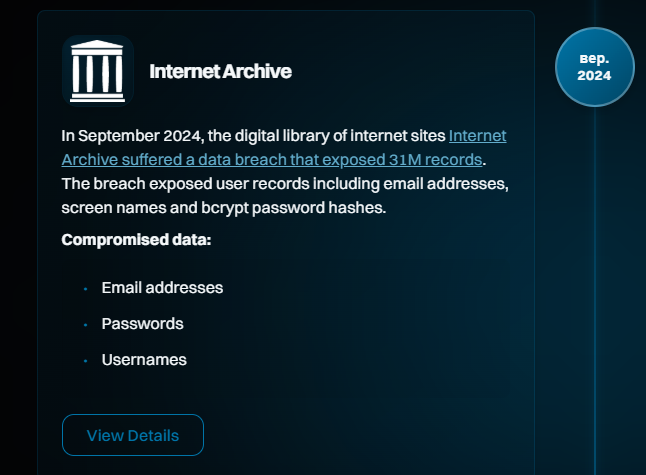 Internet Archive
вер.
2024
In September 2024, the digital library of internet sites Internet
Archive suffered a data breach that exposed 31M records.
The breach exposed user records including email addresses,
screen names and bcrypt password hashes.
Compromised data:
Email addresses
Passwords
Usernames
View Details